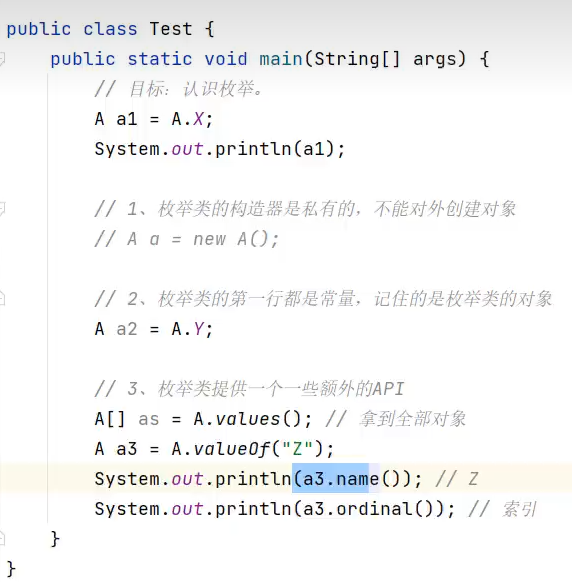 public class Test {
public static void main(String[] args) {
// 目标：认识枚举。
A a1 = A.X;
System.out.println(a1);
// 1、枚举类的构造器是私有的，不能对外创建对象
// A a = new A();
// 2、枚举类的第一行都是常量，记住的是枚举类的对象
A a2 = A.Y;
// 3、枚举类提供一个一些额外的API
A[] as = A.values(); // 拿到全部对象
A a3 = A.valueOf("Z");
System.out.println(a3.name()); // Z
System.out.println(a3.ordinal()); // 索引
}
}